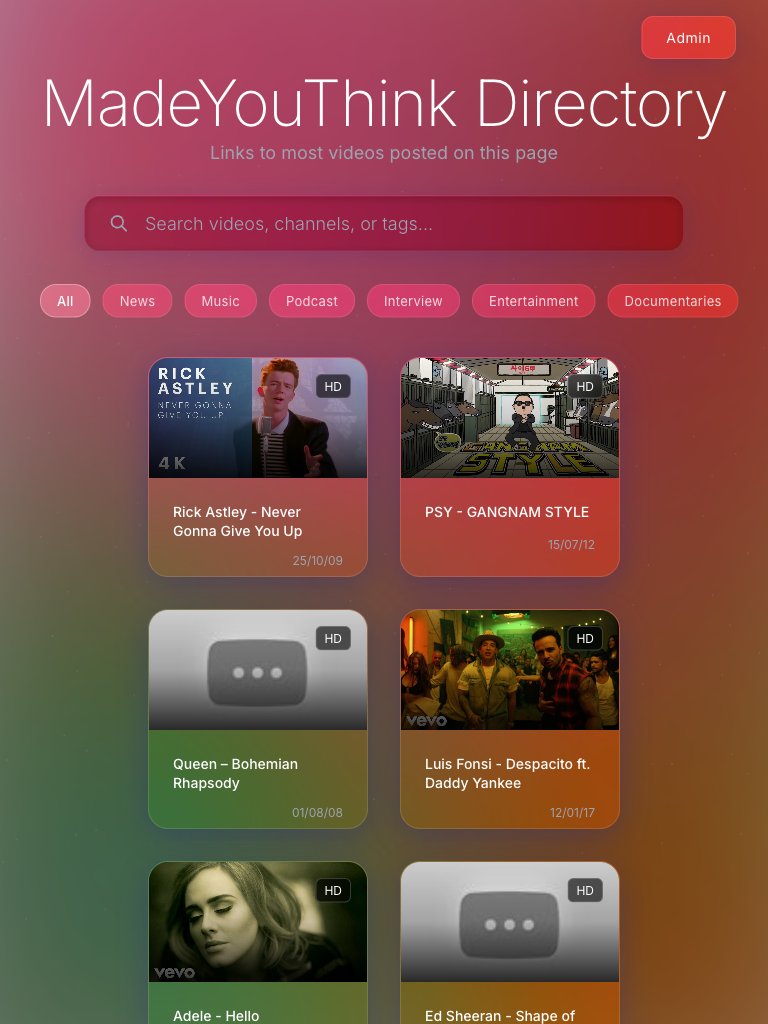 Admin
MadeYouThink Directory
Links to most videos posted on this page
Search videos, channels, or tags...
All
News
Music
Podcast
Interview
Entertainment
Documentaries
RICK
ASTLEY
NEVER GONNA
GIVE YOU UP
4K
HD
Rick Astley - Never
Gonna Give You Up
25/10/09
HD
STYLE
PSY - GANGNAM STYLE
15/07/12
HD
Queen – Bohemian
Rhapsody
01/08/08
HD
vevo
Luis Fonsi - Despacito ft.
Daddy Yankee
12/01/17
HD
vevo
Adele - Hello
HD
Ed Sheeran - Shape of